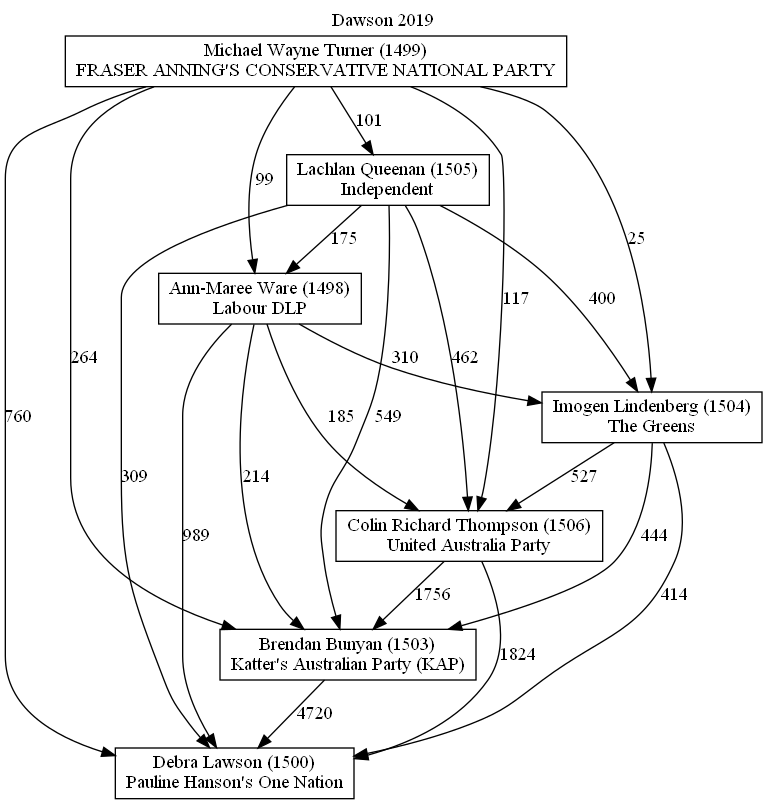 Dawson 2019
Michael Wayne Turner (1499)
FRASER ANNING'S CONSERVATIVE NATIONAL PARTY
101
Lachlan Queenan (1505)
Independent
99
175
25
Ann-Maree Ware (1498)
Labour DLP
117
400
264
310
462
760
185
549
Imogen Lindenberg (1504)
The Greens
309
214
527
989
Colin Richard Thompson (1506)
United Australia Party
444
1756
414
Brendan Bunyan (1503)
Katter's Australian Party (KAP)
1824
4720
Debra Lawson (1500)
Pauline Hanson's One Nation